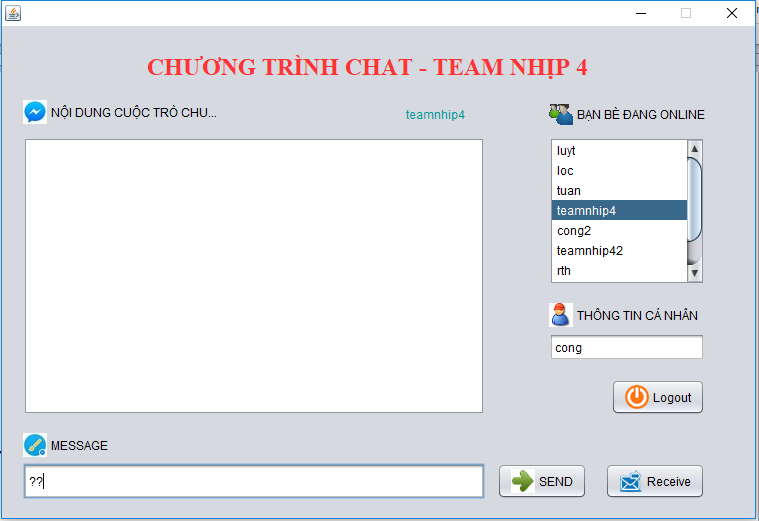 CHƯƠNG TRÌNH CHAT - TEAM NHỊP 4
NỘI DUNG CUỘC TRÒ CHU...
teamnhip4
BẠN BÈ ĐANG ONLINE
luyt
loc
tuan
teamnhip4
cong2
teamnhip42
rth
THÔNG TIN CÁ NHÂN
cong
Logout
MESSAGE
??
SEND
Receive